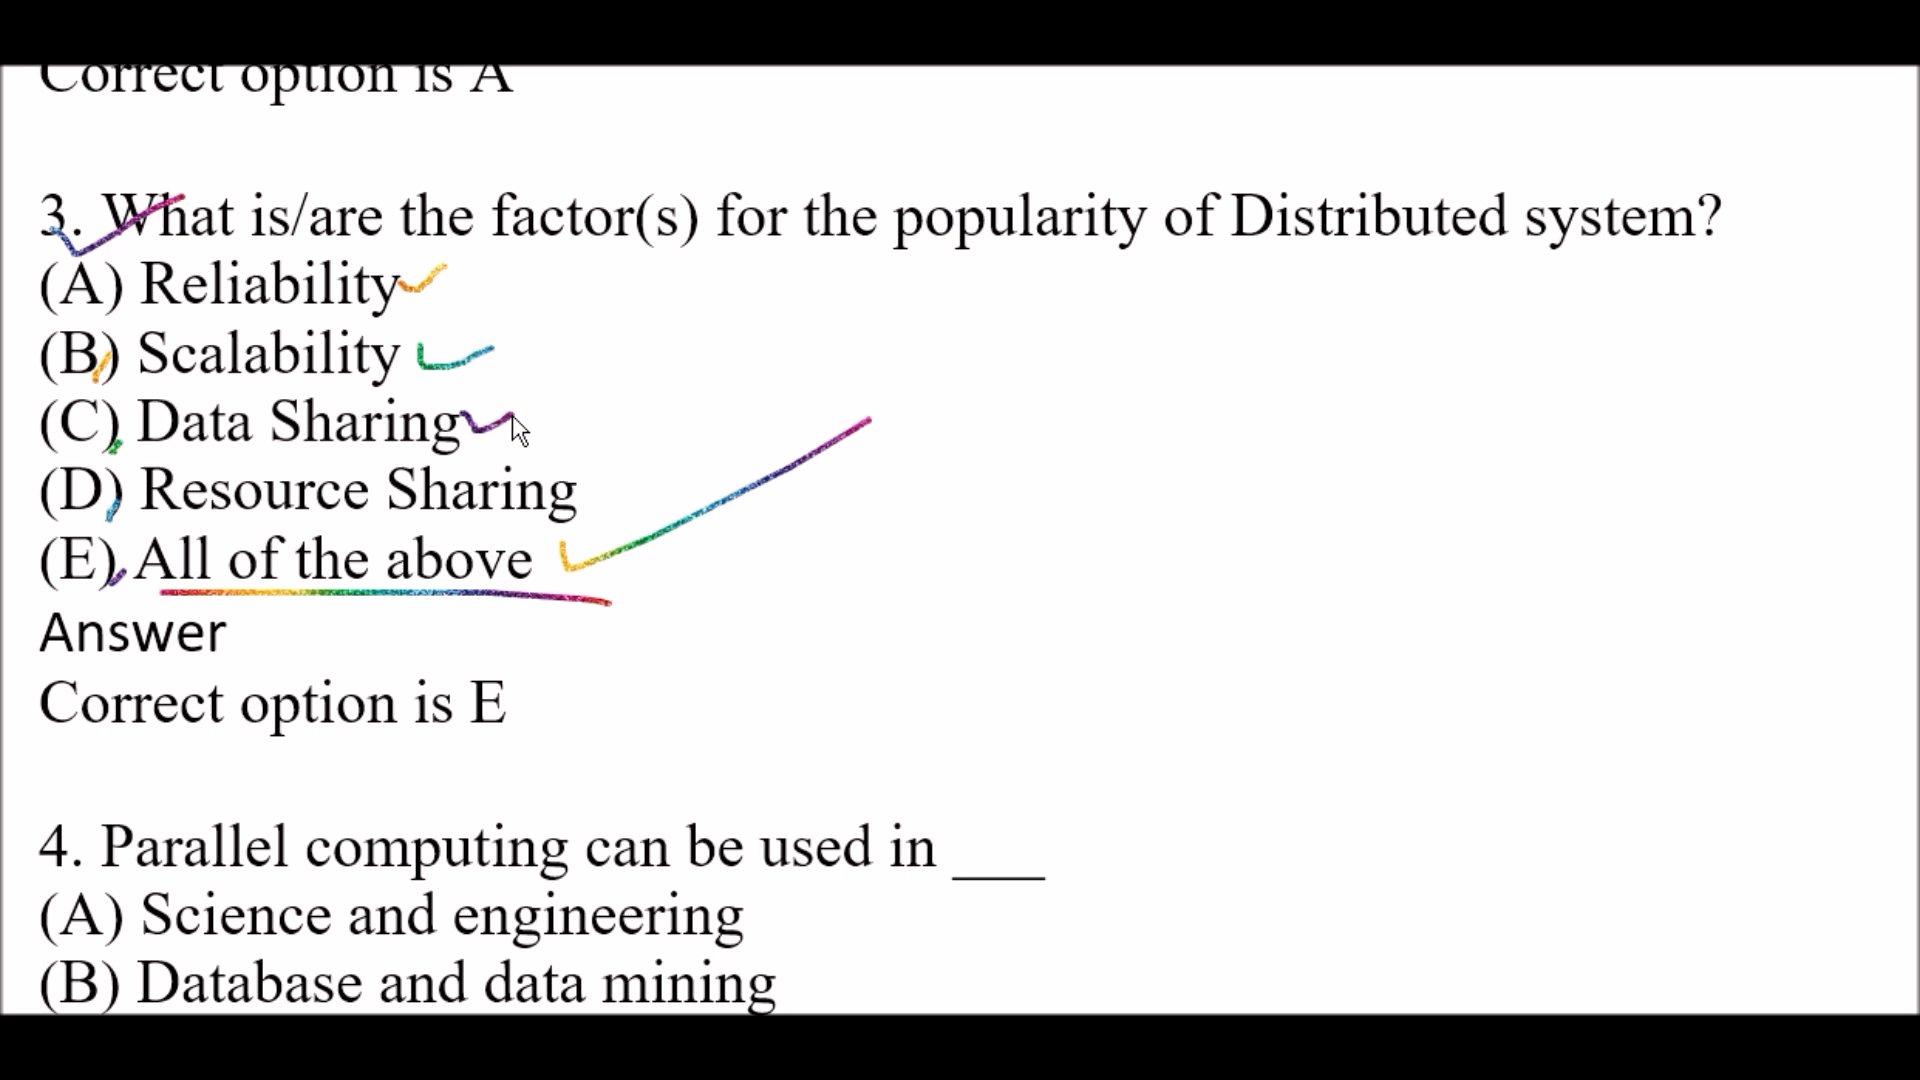 Correct option is A
3. What is/are the factor(s) for the popularity of Distributed system?
(A) Reliability
(B) Scalability
(C) Data Sharing
(D) Resource Sharing
(E) All of the above
Answer
Correct option is E
4. Parallel computing can be used in ___
(A) Science and engineering
(B) Database and data mining